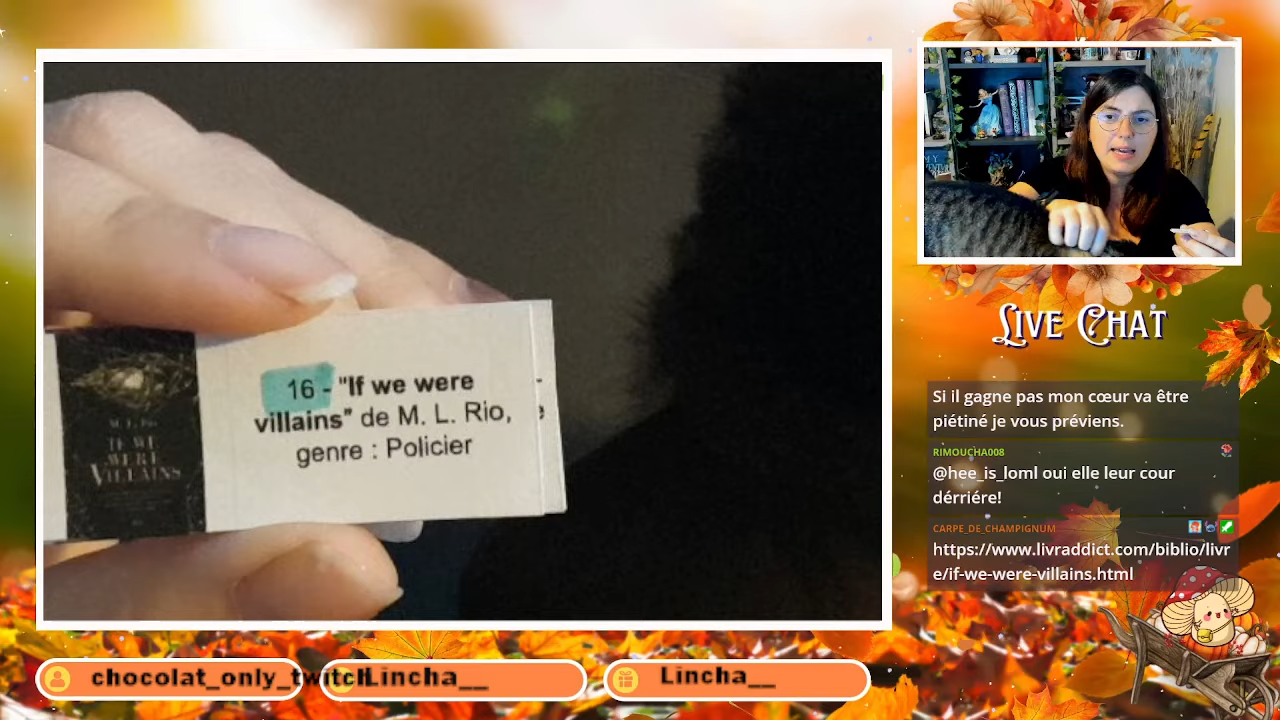 16 - "If we were
villains" de M. L. Rio,
genre : Policier
M. L. Rio
IF WE
WERE
VILLAINS
LIVE CHAT
Si il gagne pas mon cœur va être
piétiné je vous préviens.
RIMOUCHA008
@hee_is_loml oui elle leur cour
dérriére!
CARPE_DE_CHAMPIGNUM
https://www.livraddict.com/biblio/livr
e/if-we-were-villains.html
chocolat_only_twitch
Lincha__
Lincha__